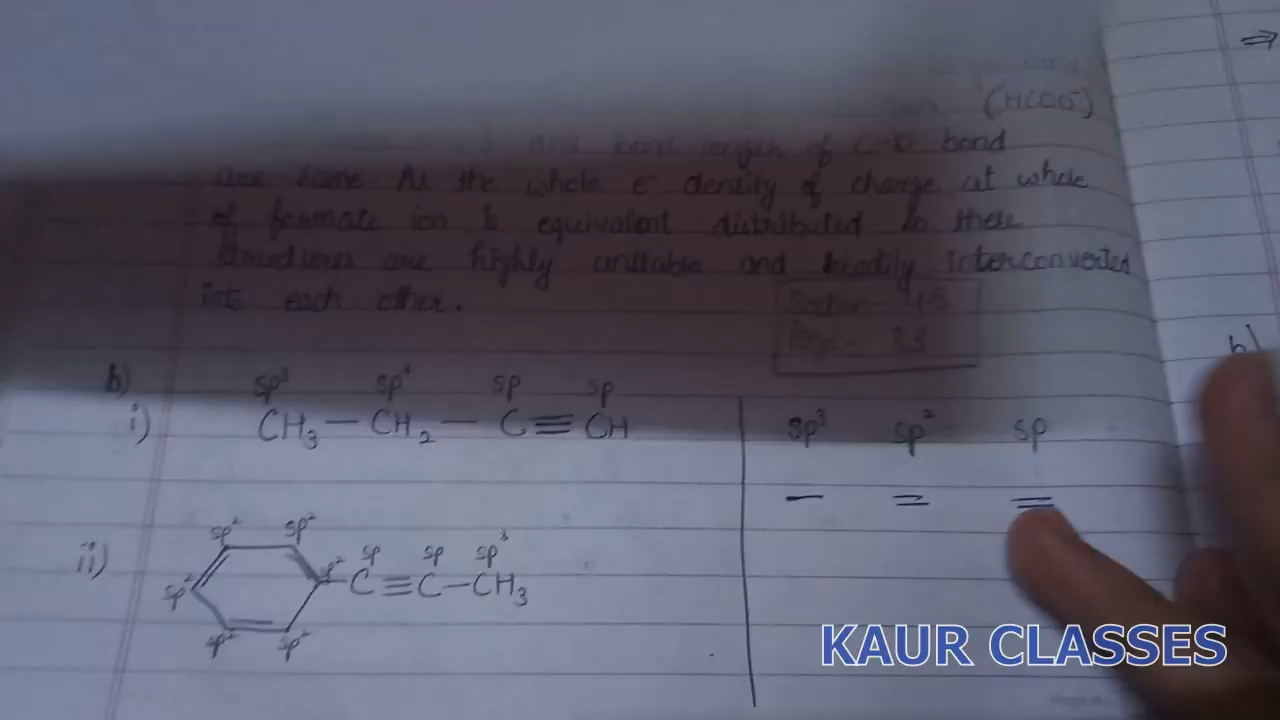 (HCOO⁻)
and bond length of C-O bond
are same. As the whole e⁻ density of charge at whole
of formate ion is equivalent distributed in these
structures are highly unstable and readily interconverted
into each other.
b)
sp³ sp³ sp sp
i) CH₃ — CH₂ — C ≡ CH
sp³ sp² sp
— = ≡
sp² sp² sp² sp sp sp³
ii) sp² C ≡ C — CH₃
sp² sp²
b)
KAUR CLASSES